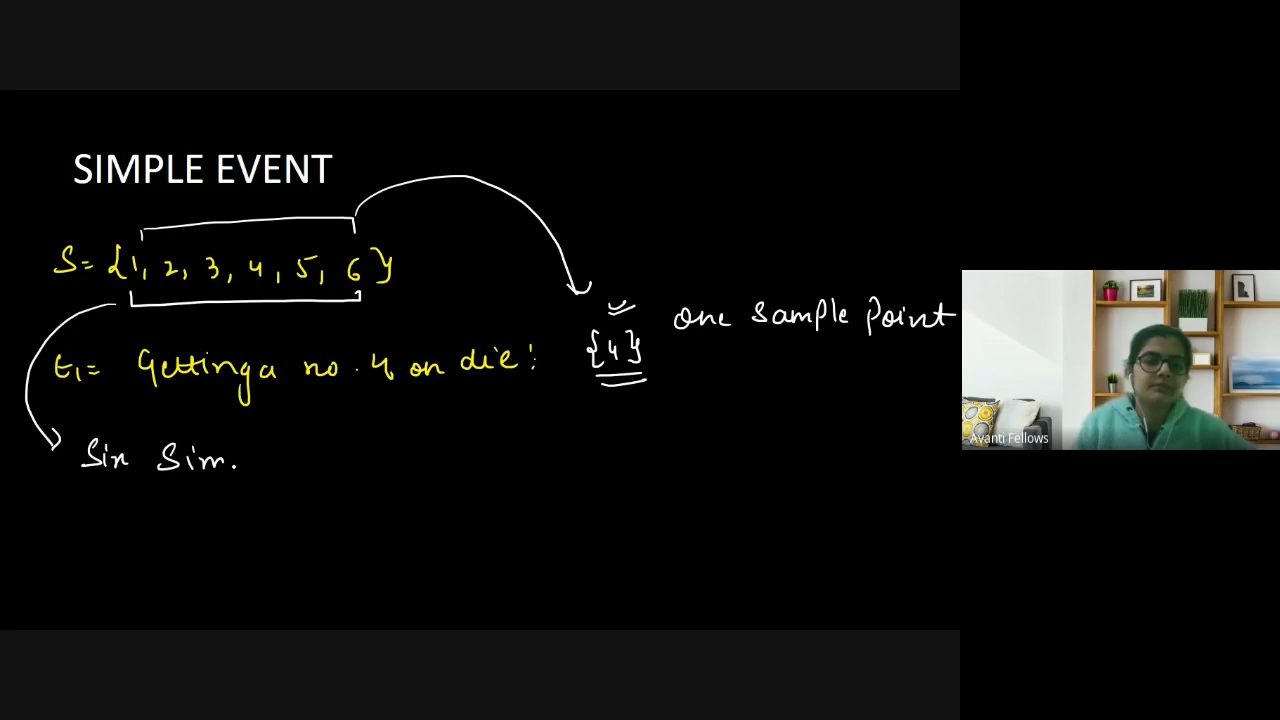 SIMPLE EVENT
S= {1, 2, 3, 4, 5, 6}
E1= Getting a no. 4 on die:
{4}
one sample point
Six Sim.
Avanti Fellows